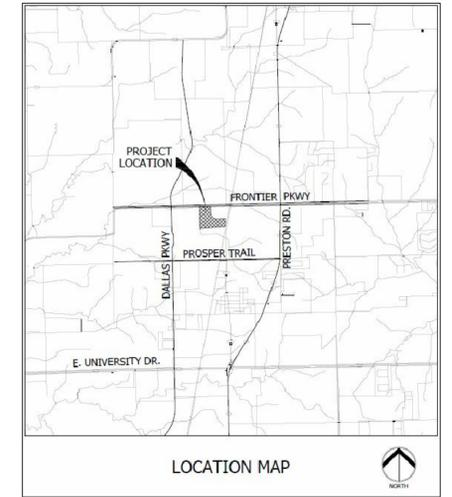 PROJECT
LOCATION
FRONTIER PKWY
PRESTON RD.
DALLAS PKWY
PROSPER TRAIL
E. UNIVERSITY DR.
LOCATION MAP
NORTH